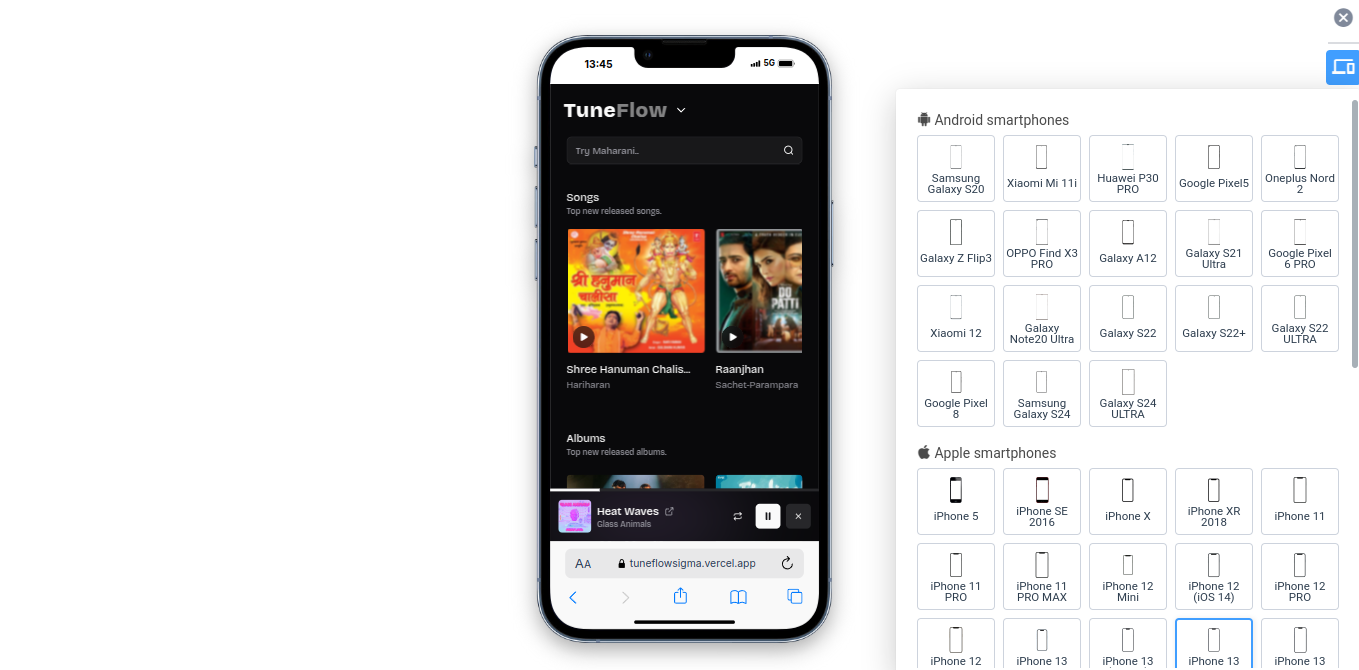 13:45
5G
TuneFlow
Try Maharani..
Songs
Top new released songs.
श्री हनुमान
चालीसा
DO
PATTI
Shree Hanuman Chalis...
Raanjhan
Hariharan
Sachet-Parampara
Albums
Top new released albums.
Heat Waves
Glass Animals
AA
tuneflowsigma.vercel.app
Android smartphones
Samsung
Galaxy S20
Xiaomi Mi 11i
Huawei P30
PRO
Google Pixel5
Oneplus Nord
2
Galaxy Z Flip3
OPPO Find X3
PRO
Galaxy A12
Galaxy S21
Ultra
Google Pixel
6 PRO
Xiaomi 12
Galaxy
Note20 Ultra
Galaxy S22
Galaxy S22+
Galaxy S22
ULTRA
Google Pixel
8
Samsung
Galaxy S24
Galaxy S24
ULTRA
Apple smartphones
iPhone 5
iPhone SE
2016
iPhone X
iPhone XR
2018
iPhone 11
iPhone 11
PRO
iPhone 11
PRO MAX
iPhone 12
Mini
iPhone 12
(iOS 14)
iPhone 12
PRO
iPhone 12
iPhone 13
iPhone 13
iPhone 13
iPhone 13